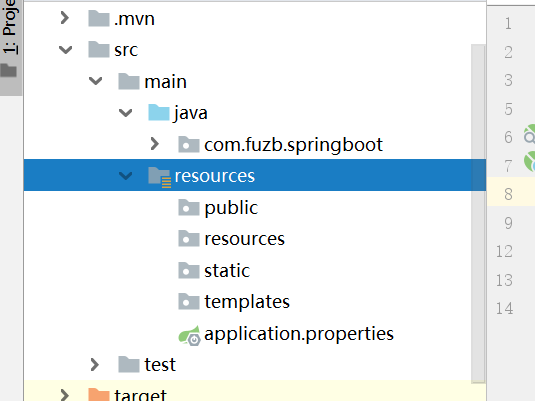 1: Proje
.mvn
src
main
java
com.fuzb.springboot
resources
public
resources
static
templates
application.properties
test
target
1
2
3
5
6
7
8
9
12
13
14